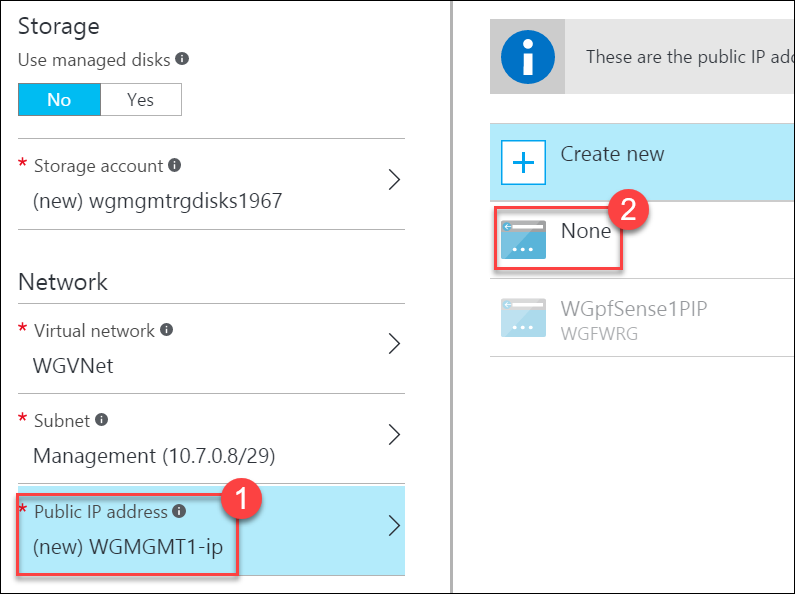 Storage
Use managed disks
No Yes
* Storage account
(new) wgmgmtrgdisks1967
Network
* Virtual network
WGVNet
* Subnet
Management (10.7.0.8/29)
1
* Public IP address
(new) WGMGMT1-ip
These are the public IP
Create new
2
None
WGpfSense1PIP
WGFWRG